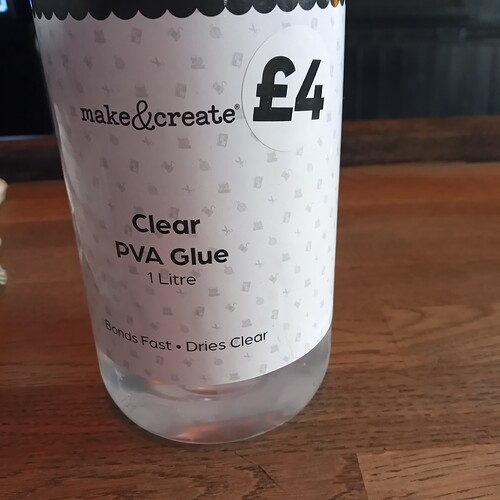 make&create®
£4
Clear
PVA Glue
1 Litre
Bonds Fast • Dries Clear